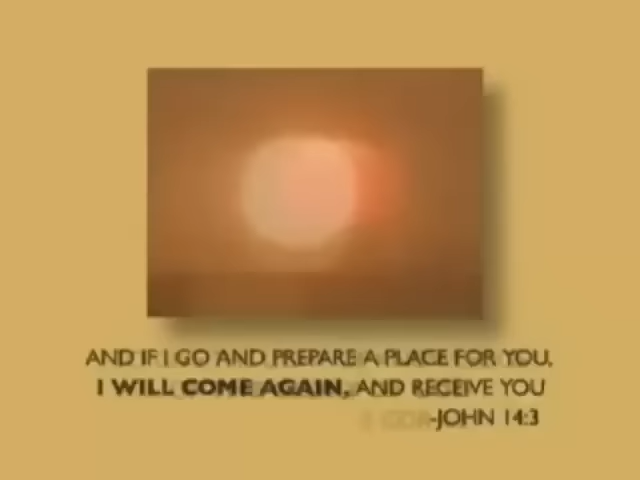 AND IF I GO AND PREPARE A PLACE FOR YOU,
I WILL COME AGAIN, AND RECEIVE YOU
-JOHN 14:3